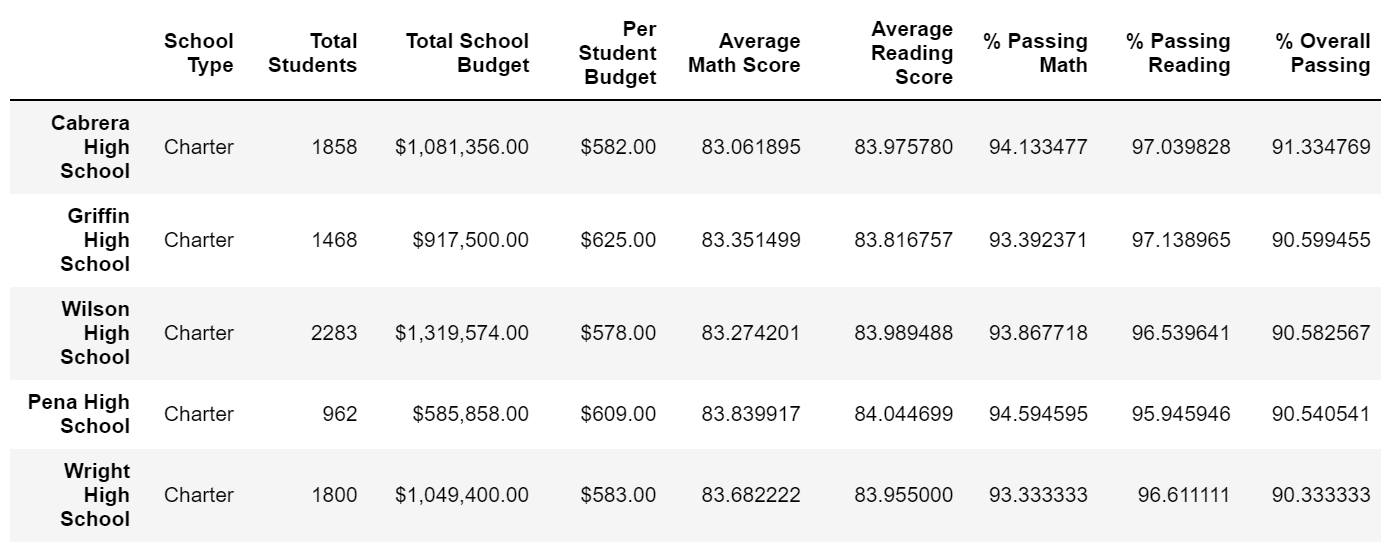 School Type Total Students Total School Budget Per Student Budget Average Math Score Average Reading Score % Passing Math % Passing Reading % Overall Passing
Cabrera High School Charter 1858 $1,081,356.00 $582.00 83.061895 83.975780 94.133477 97.039828 91.334769
Griffin High School Charter 1468 $917,500.00 $625.00 83.351499 83.816757 93.392371 97.138965 90.599455
Wilson High School Charter 2283 $1,319,574.00 $578.00 83.274201 83.989488 93.867718 96.539641 90.582567
Pena High School Charter 962 $585,858.00 $609.00 83.839917 84.044699 94.594595 95.945946 90.540541
Wright High School Charter 1800 $1,049,400.00 $583.00 83.682222 83.955000 93.333333 96.611111 90.333333